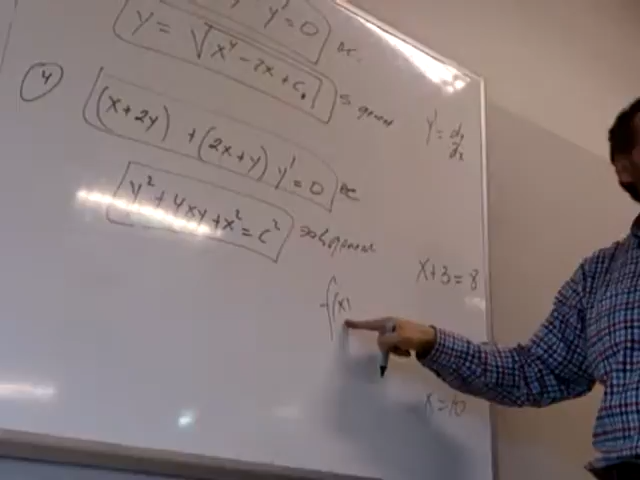 y' = 0
y = √x⁴ - 2x + c₁
4
(x + 2y) + (2x + y) y' = 0
y² + 4xy + x² = c²
y' = dy/dx
x + 3 = 8
f(x)
x = 10